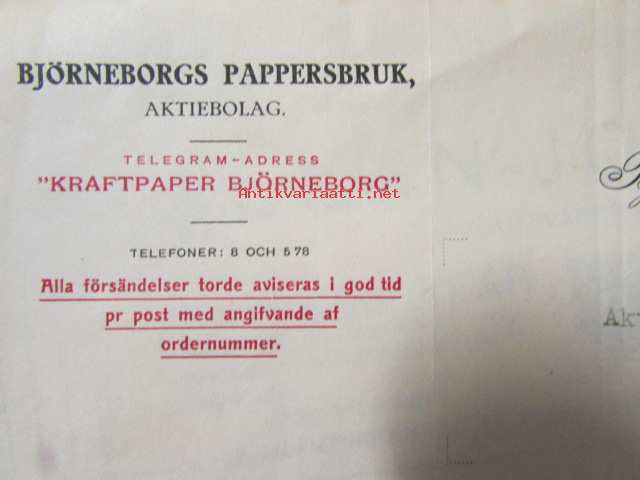 BJÖRNEBORGS PAPPERSBRUK,
AKTIEBOLAG.
TELEGRAM-ADRESS
”KRAFTPAPER BJÖRNEBORG”
Antikvariaatti.net
TELEFONER: 8 OCH 578
Alla försändelser torde aviseras i god tid
pr post med angifvande af
ordernummer.